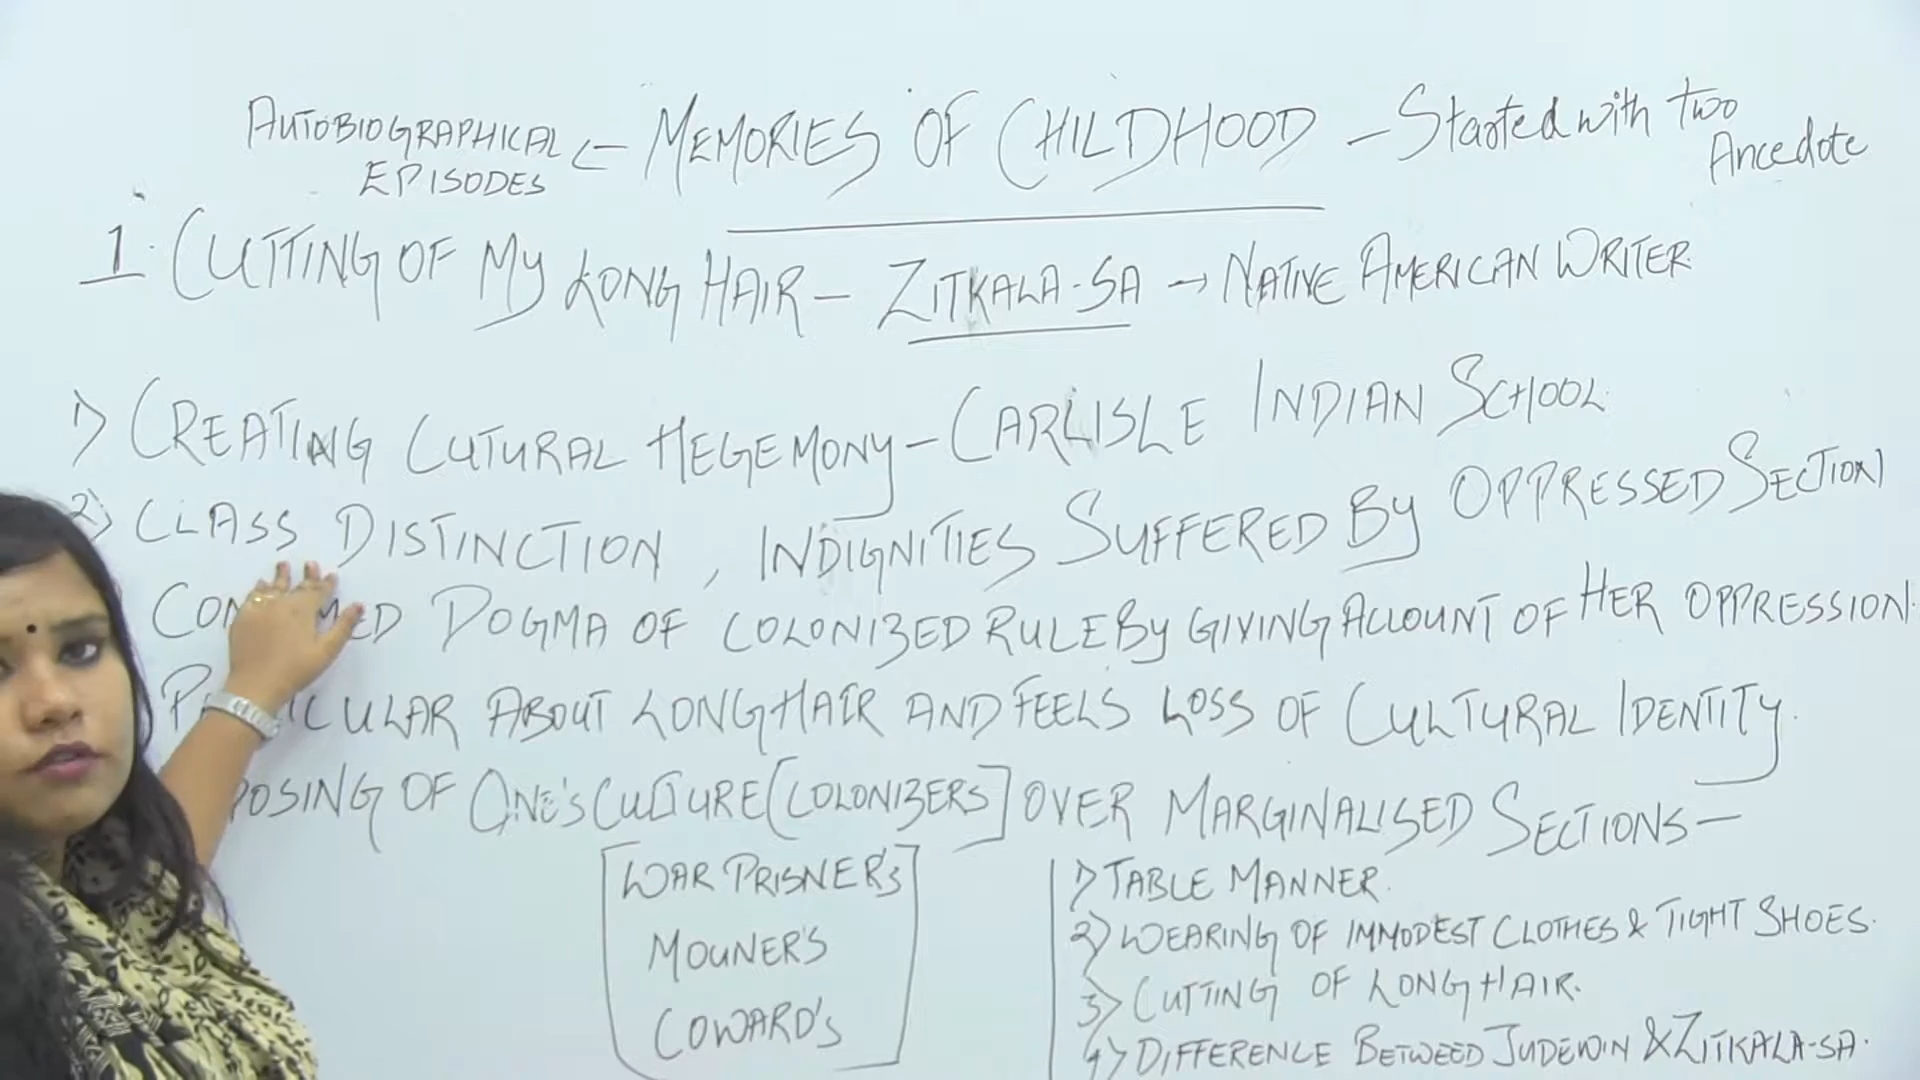 AUTOBIOGRAPHICAL EPISODES <- MEMORIES OF CHILDHOOD - Started with two Ancedote
1. CUTTING OF MY LONG HAIR - ZITKALA-SA → NATIVE AMERICAN WRITER
1) CREATING CUTURAL HEGEMONY - CARLISLE INDIAN SCHOOL
2) CLASS DISTINCTION, INDIGNITIES SUFFERED BY OPPRESSED SECTION
DOGMA OF COLONIZED RULE BY GIVING ACCOUNT OF HER OPPRESSION.
ABOUT LONG HAIR AND FEELS LOSS OF CULTURAL IDENTITY.
OF ONE'S CULTURE [COLONIZERS] OVER MARGINALISED SECTIONS -
WAR PRISNER'S
MOUNER'S
COWARD'S
1) TABLE MANNER.
2) WEARING OF IMMODEST CLOTHES & TIGHT SHOES.
3) CUTTING OF LONG HAIR.
4) DIFFERENCE BETWEED JUDEWIN & ZITKALA-SA.